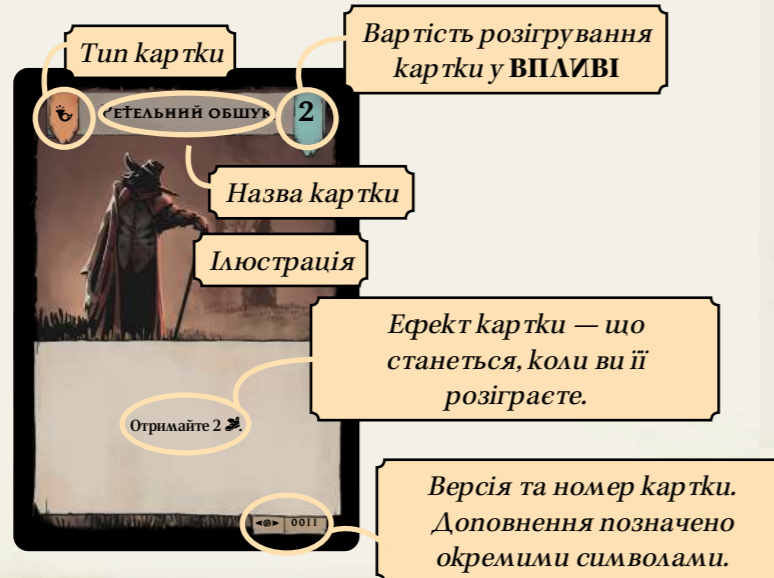 Тип картки
Вартість розігрування
картки у ВПЛИВІ
РЕТЕЛЬНИЙ ОБШУК
2
Назва картки
Ілюстрація
Ефект картки — що
станеться, коли ви її
розіграєте.
Отримайте 2
Версія та номер картки.
Доповнення позначено
окремими символами.
0011